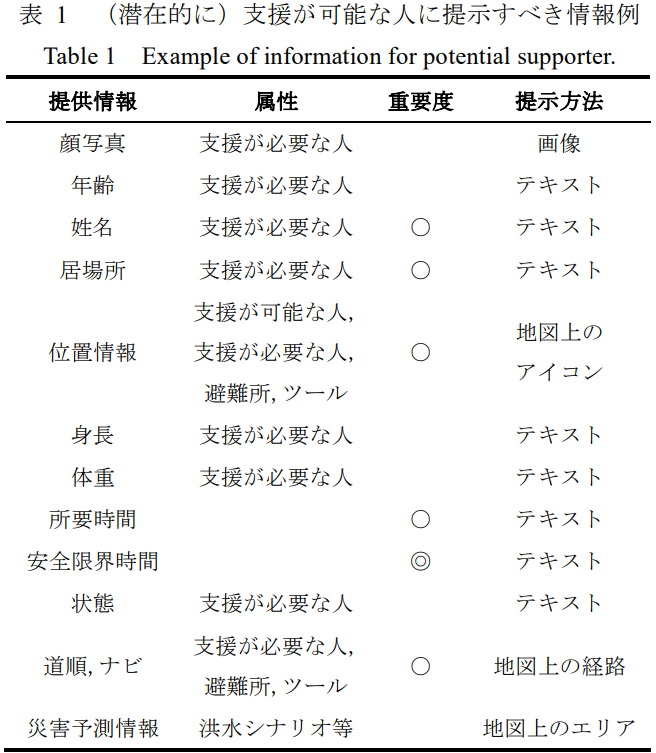 表 1 （潜在的に）支援が可能な人に提示すべき情報例
Table 1 Example of information for potential supporter.
提供情報 属性 重要度 提示方法
顔写真 支援が必要な人 画像
年齢 支援が必要な人 テキスト
姓名 支援が必要な人 ○ テキスト
居場所 支援が必要な人 ○ テキスト
位置情報 支援が可能な人, ○ 地図上の
支援が必要な人, アイコン
避難所, ツール
身長 支援が必要な人 テキスト
体重 支援が必要な人 テキスト
所要時間 ○ テキスト
安全限界時間 ◎ テキスト
状態 支援が必要な人 テキスト
道順, ナビ 支援が必要な人, ○ 地図上の経路
避難所, ツール
災害予測情報 洪水シナリオ等 地図上のエリア